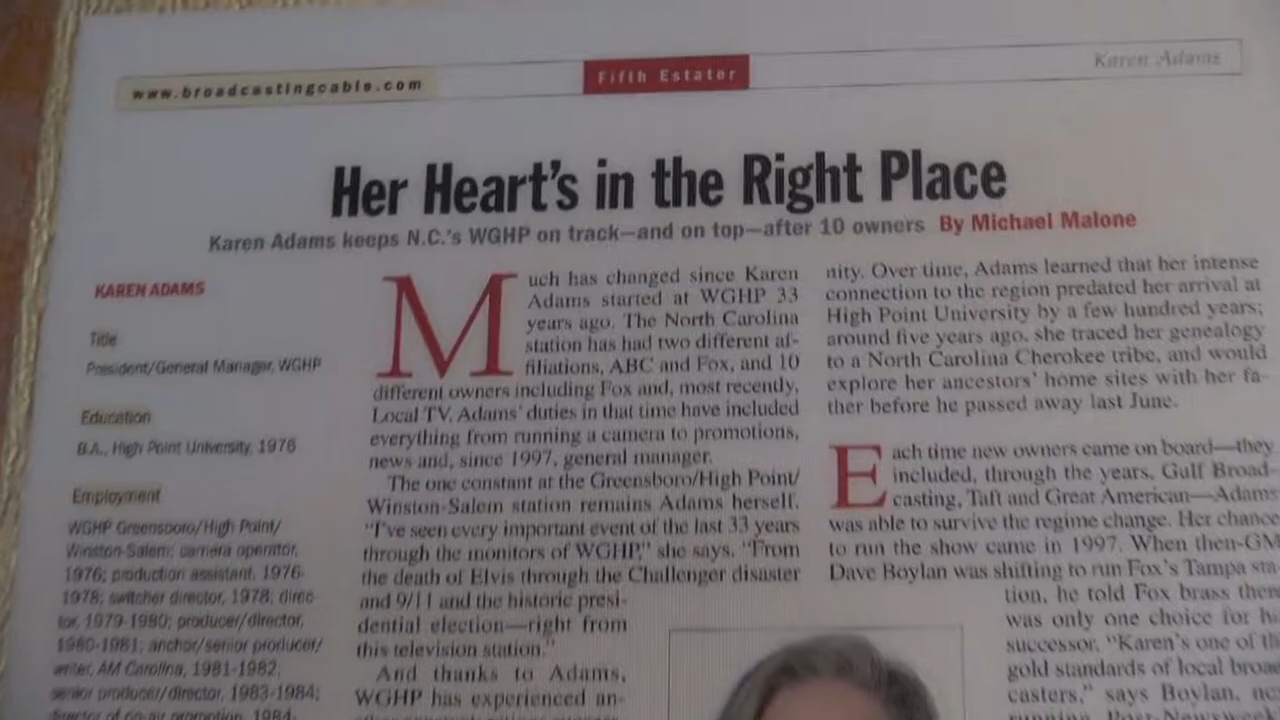 www.broadcastingcable.com
Fifth Estater
Karen Adams
Her Heart's in the Right Place
Karen Adams keeps N.C.'s WGHP on track—and on top—after 10 owners By Michael Malone
KAREN ADAMS
Title
President/General Manager, WGHP
Education
B.A., High Point University, 1976
Employment
WGHP Greensboro/High Point/
Winston-Salem: camera operator,
1976; production assistant, 1976-
1978; switcher director, 1978; direc-
tor, 1979-1980; producer/director,
1980-1981; anchor/senior producer/
writer, AM Carolina, 1981-1982,
senior producer/director, 1983-1984;
director of on-air promotion, 1984-
Much has changed since Karen
Adams started at WGHP 33
years ago. The North Carolina
station has had two different af-
filiations, ABC and Fox, and 10
different owners including Fox and, most recently,
Local TV. Adams' duties in that time have included
everything from running a camera to promotions,
news and, since 1997, general manager.
The one constant at the Greensboro/High Point/
Winston-Salem station remains Adams herself.
"I've seen every important event of the last 33 years
through the monitors of WGHP," she says. "From
the death of Elvis through the Challenger disaster
and 9/11 and the historic presi-
dential election—right from
this television station."
And thanks to Adams,
WGHP has experienced an-
nity. Over time, Adams learned that her intense
connection to the region predated her arrival at
High Point University by a few hundred years;
around five years ago, she traced her genealogy
to a North Carolina Cherokee tribe, and would
explore her ancestors' home sites with her fa-
ther before he passed away last June.
Each time new owners came on board—they
included, through the years, Gulf Broad-
casting, Taft and Great American—Adams
was able to survive the regime change. Her chance
to run the show came in 1997. When then-GM
Dave Boylan was shifting to run Fox's Tampa sta-
tion, he told Fox brass there
was only one choice for
successor. "Karen's one of
gold standards of local broad
casters," says Boylan,